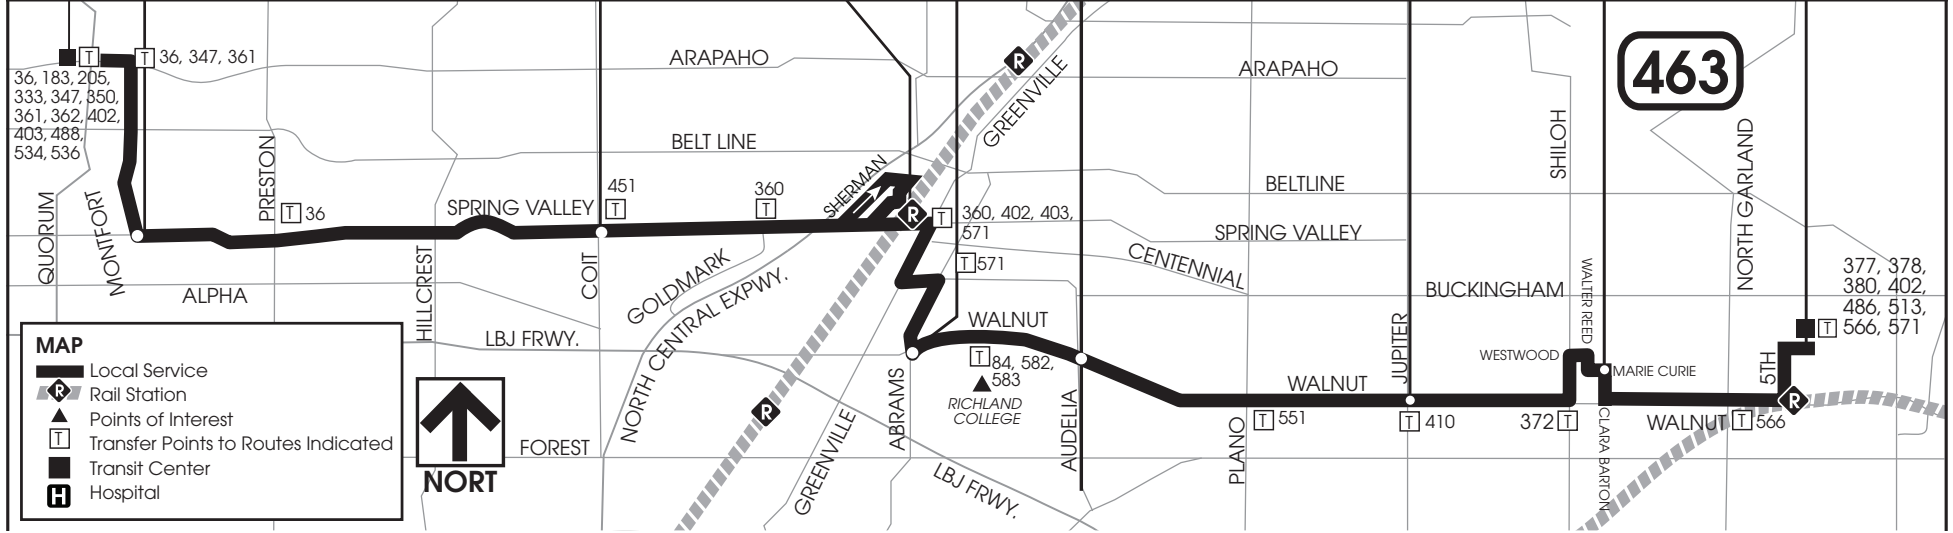 T
T 36, 347, 361
36, 183, 205,
333, 347, 350,
361, 362, 402,
403, 488,
534, 536
ARAPAHO
R
GREENVILLE
ARAPAHO
463
BELT LINE
SHERMAN
BELTLINE
SHILOH
NORTH GARLAND
QUORUM
MONTFORT
PRESTON
T 36
SPRING VALLEY
451
T
360
T
R
T 360, 402, 403,
571
SPRING VALLEY
CENTENNIAL
T 571
ALPHA
HILLCREST
COIT
GOLDMARK
NORTH CENTRAL EXPWY.
LBJ FRWY.
BUCKINGHAM
WALTER REED
377, 378,
380, 402,
486, 513,
T 566, 571
WALNUT
T 84, 582,
583
RICHLAND
COLLEGE
JUPITER
WESTWOOD
MARIE CURIE
5TH
WALNUT
R
R
ABRAMS
AUDELIA
GREENVILLE
PLANO
T 551
T 410
372 T
CLARA BARTON
WALNUT T 566
FOREST
LBJ FRWY.
MAP
Local Service
R Rail Station
Points of Interest
T Transfer Points to Routes Indicated
Transit Center
H Hospital
NORT